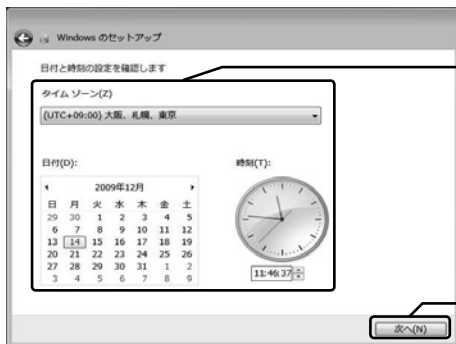 Windows のセットアップ
日付と時刻の設定を確認します
タイム ゾーン(Z)
(UTC+09:00) 大阪、札幌、東京
日付(D):
時刻(T):
2009年12月
日 月 火 水 木 金 土
29 30 1 2 3 4 5
6 7 8 9 10 11 12
13 14 15 16 17 18 19
20 21 22 23 24 25 26
27 28 29 30 31 1 2
3 4 5 6 7 8 9
11:46:37
次へ(N)